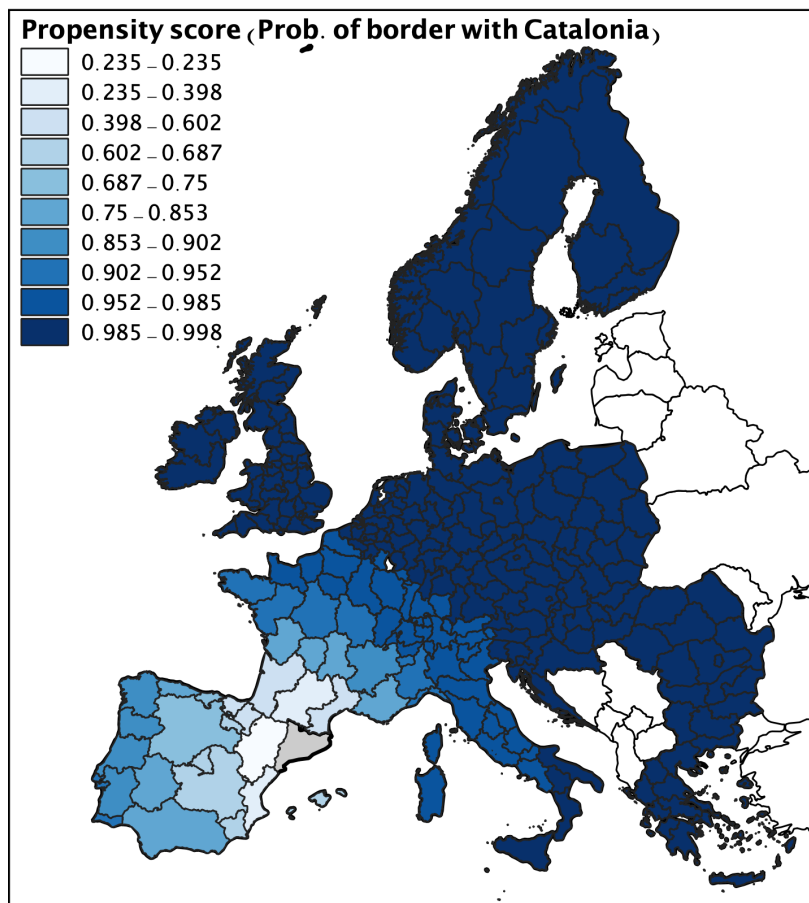 Propensity score (Prob. of border with Catalonia)
0.235 – 0.235
0.235 – 0.398
0.398 – 0.602
0.602 – 0.687
0.687 – 0.75
0.75 – 0.853
0.853 – 0.902
0.902 – 0.952
0.952 – 0.985
0.985 – 0.998